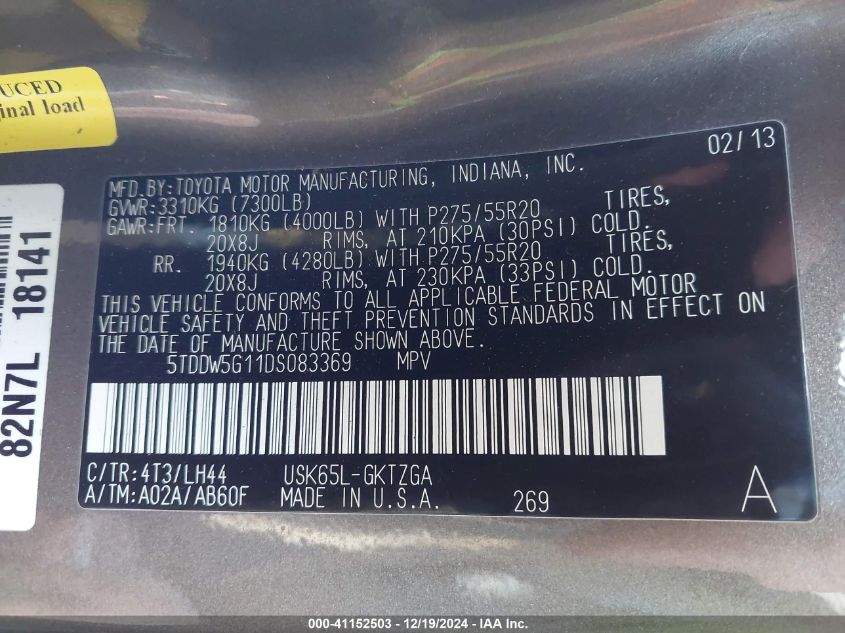 UCED
ginal load
82N7L 18141
02/13
MFD.BY:TOYOTA MOTOR MANUFACTURING, INDIANA, INC.
GVWR:3310KG (7300LB)
GAWR:FRT. 1810KG (4000LB) WITH P275/55R20 TIRES,
20X8J RIMS, AT 210KPA (30PSI) COLD.
RR. 1940KG (4280LB) WITH P275/55R20 TIRES,
20X8J RIMS, AT 230KPA (33PSI) COLD.
THIS VEHICLE CONFORMS TO ALL APPLICABLE FEDERAL MOTOR
VEHICLE SAFETY AND THEFT PREVENTION STANDARDS IN EFFECT ON
THE DATE OF MANUFACTURE SHOWN ABOVE.
5TDDW5G11DS083369 MPV
C/TR:4T3/LH44 USK65L-GKTZGA
A/TM:A02A/AB60F MADE IN U.S.A. 269 A
000-41152503 - 12/19/2024 - IAA Inc.